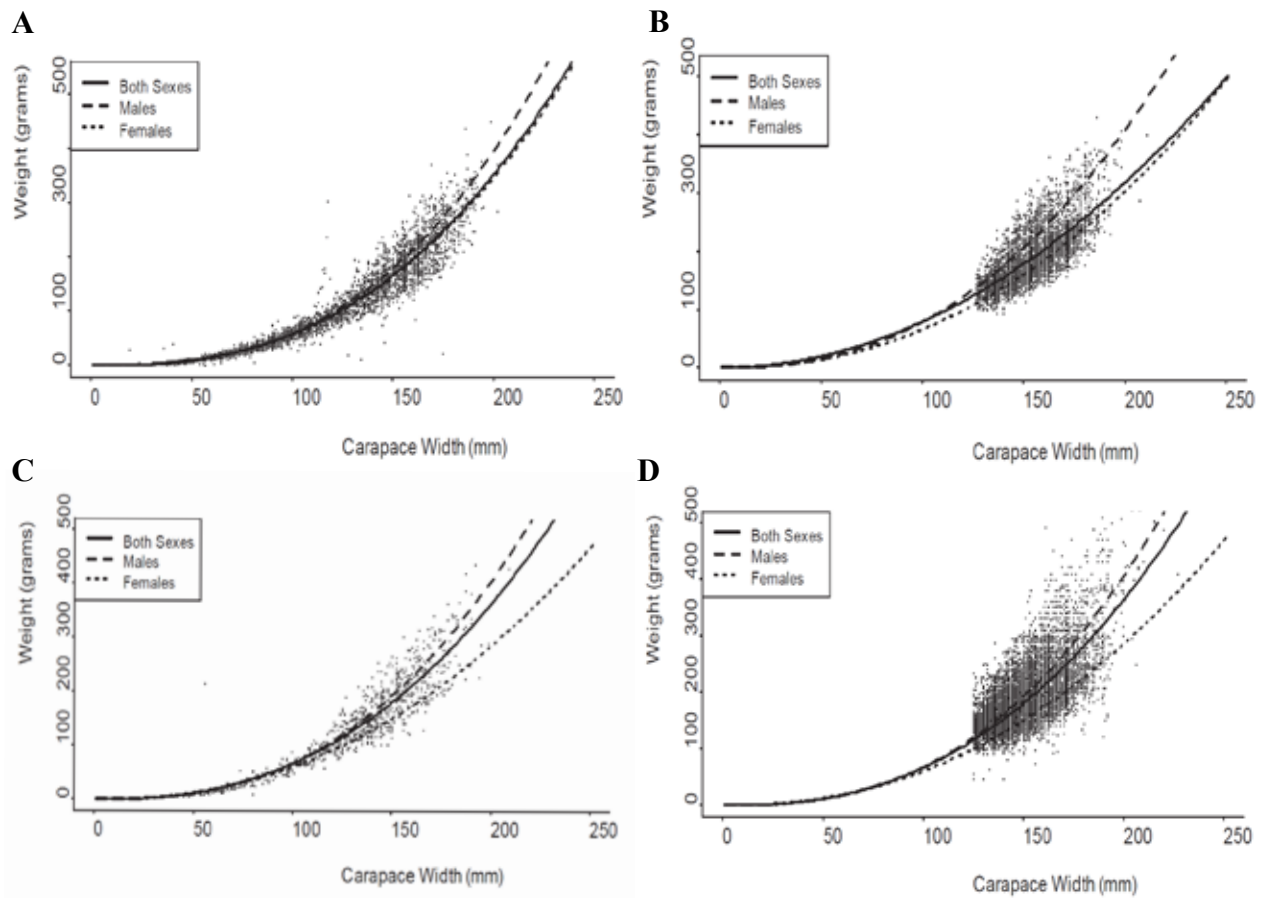 A
Weight (grams)
500
300
100
0
Both Sexes
Males
Females
0 50 100 150 200 250
Carapace Width (mm)
B
Weight (grams)
500
300
100
0
Both Sexes
Males
Females
0 50 100 150 200 250
Carapace Width (mm)
C
Weight (grams)
500
400
300
200
100
0
Both Sexes
Males
Females
0 50 100 150 200 250
Carapace Width (mm)
D
Weight (grams)
500
400
300
200
100
0
Both Sexes
Males
Females
0 50 100 150 200 250
Carapace Width (mm)